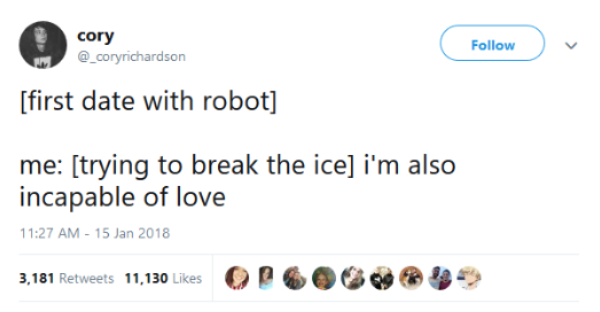 cory
@_coryrichardson
Follow
[first date with robot]
me: [trying to break the ice] i'm also
incapable of love
11:27 AM - 15 Jan 2018
3,181 Retweets 11,130 Likes